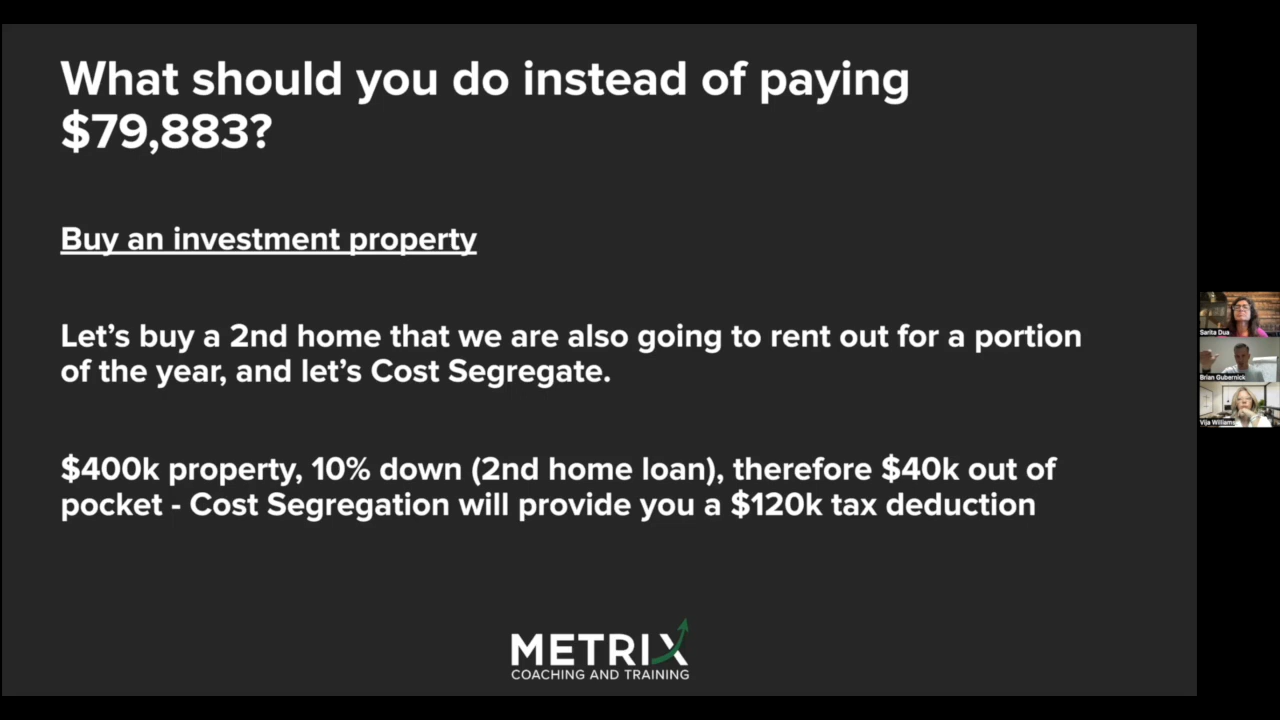 What should you do instead of paying
$79,883?
Buy an investment property
Let's buy a 2nd home that we are also going to rent out for a portion
of the year, and let's Cost Segregate.
$400k property, 10% down (2nd home loan), therefore $40k out of
pocket - Cost Segregation will provide you a $120k tax deduction
METRIX
COACHING AND TRAINING
Sarita Dua
Brian Gubernick
Vija Williams